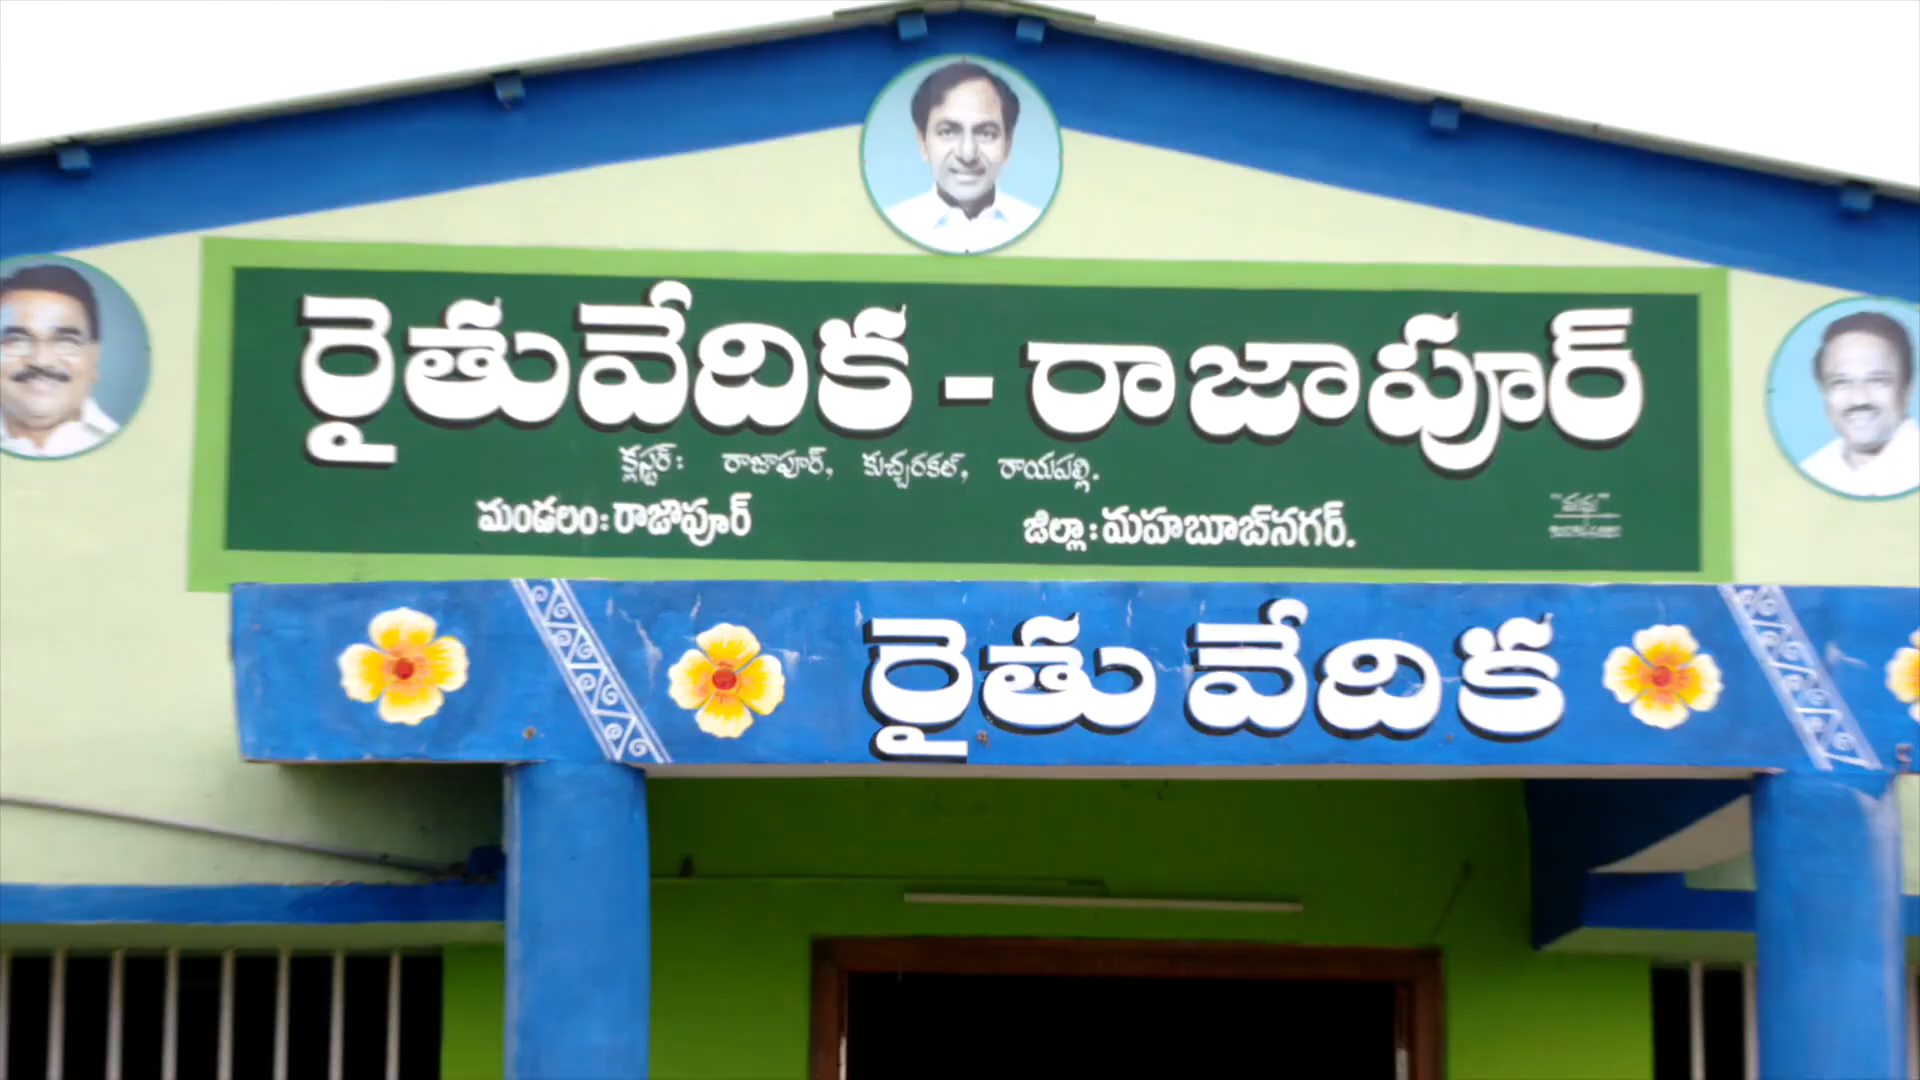 రైతువేదిక - రాజాపూర్
క్లస్టర్: రాజాపూర్, కుచ్చరకల్, రాయపల్లి.
మండలం: రాజాపూర్ జిల్లా: మహబూబ్‌నగర్.
రైతు వేదిక